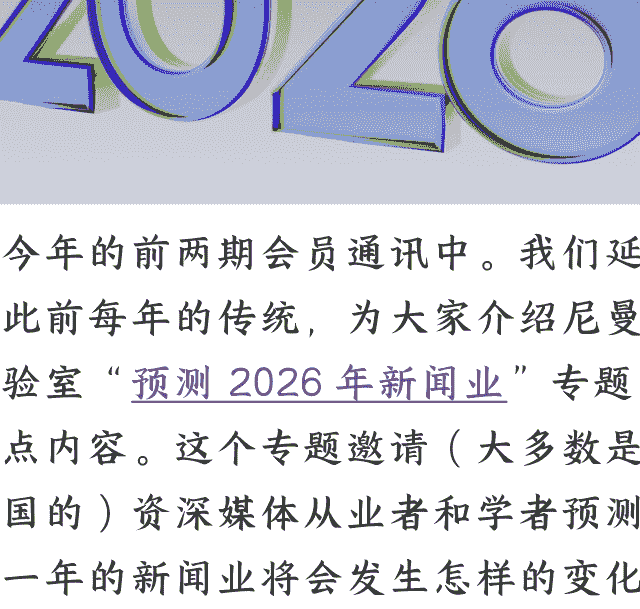 2026
今年的前两期会员通讯中。我们延
此前每年的传统，为大家介绍尼曼
验室“预测 2026 年新闻业”专题
点内容。这个专题邀请（大多数是
国的）资深媒体从业者和学者预测
一年的新闻业将会发生怎样的变化